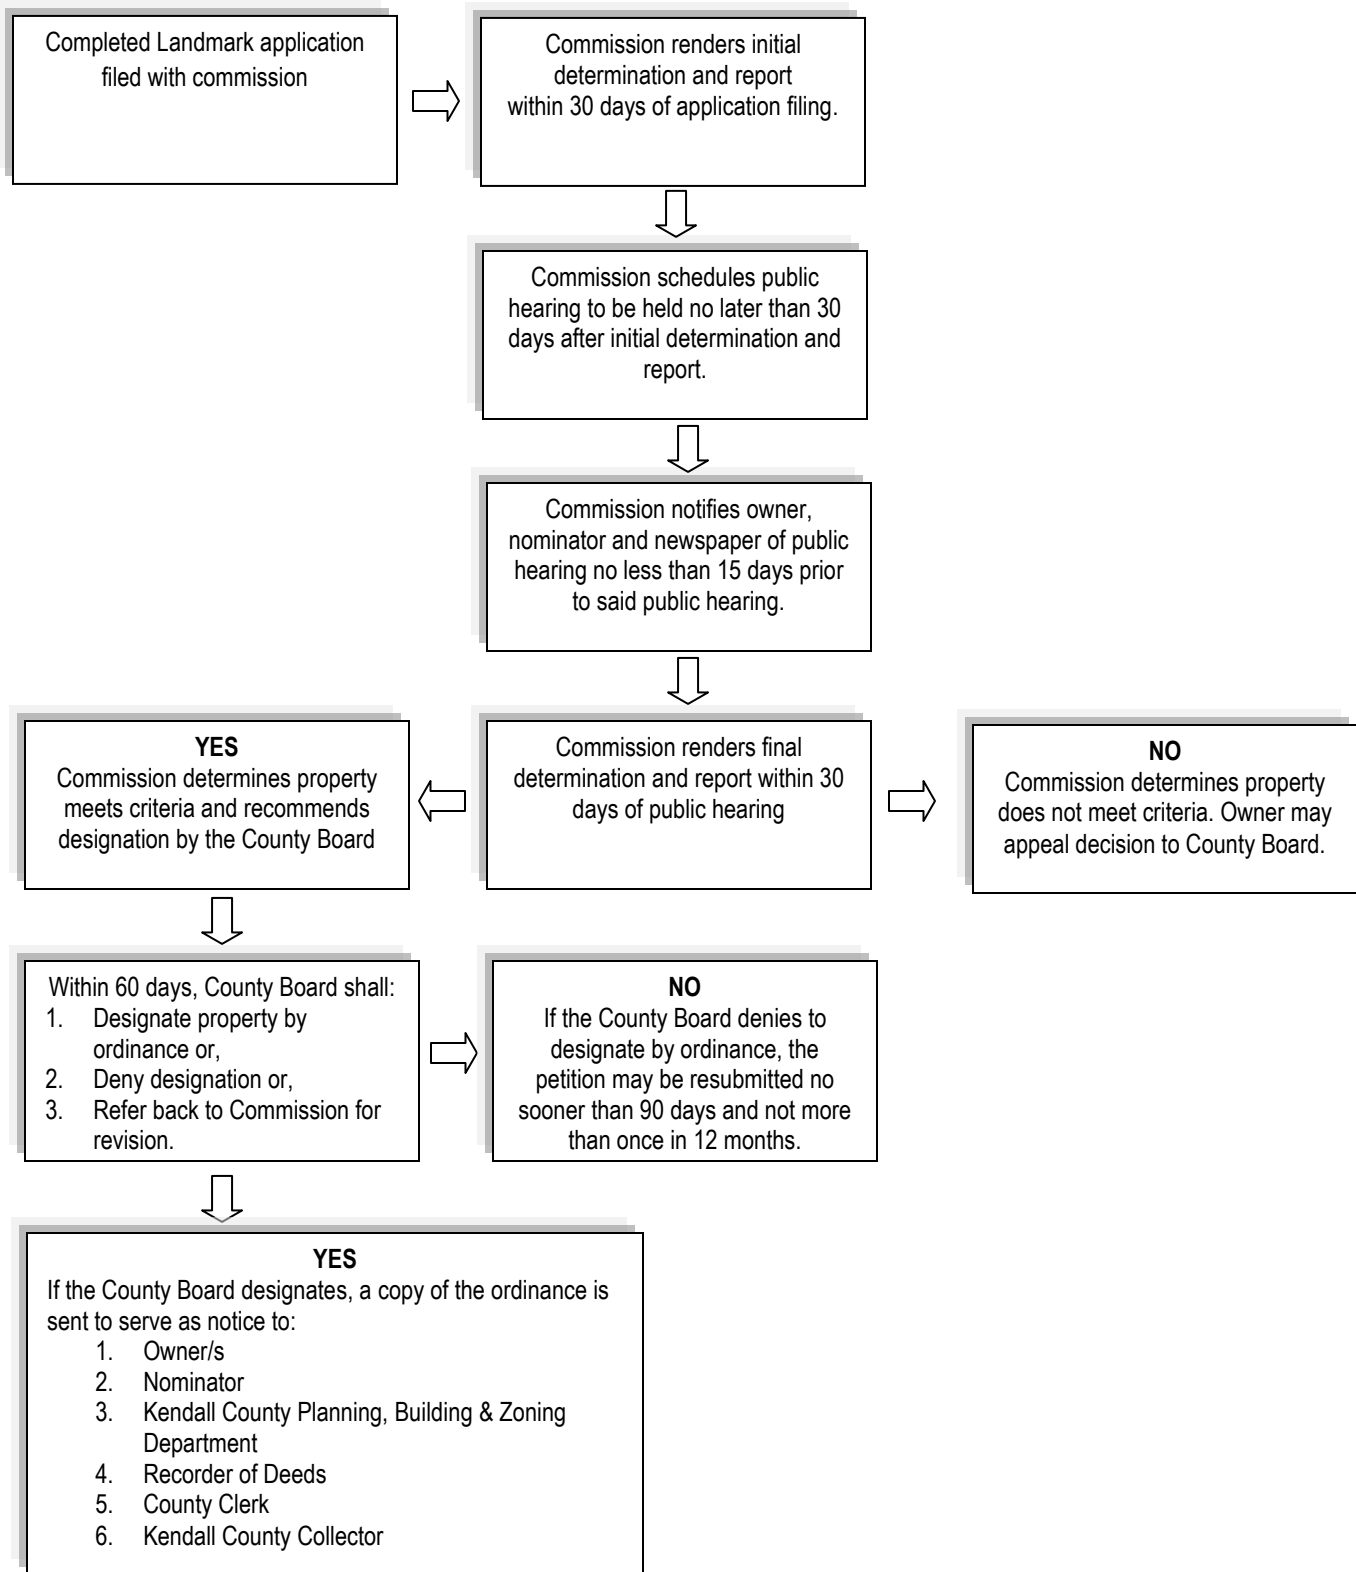 Completed Landmark application
filed with commission
Commission renders initial
determination and report
within 30 days of application filing.
Commission schedules public
hearing to be held no later than 30
days after initial determination and
report.
Commission notifies owner,
nominator and newspaper of public
hearing no less than 15 days prior
to said public hearing.
Commission renders final
determination and report within 30
days of public hearing
YES
Commission determines property
meets criteria and recommends
designation by the County Board
NO
Commission determines property
does not meet criteria. Owner may
appeal decision to County Board.
Within 60 days, County Board shall:
1. Designate property by
ordinance or,
2. Deny designation or,
3. Refer back to Commission for
revision.
NO
If the County Board denies to
designate by ordinance, the
petition may be resubmitted no
sooner than 90 days and not more
than once in 12 months.
YES
If the County Board designates, a copy of the ordinance is
sent to serve as notice to:
1. Owner/s
2. Nominator
3. Kendall County Planning, Building & Zoning
Department
4. Recorder of Deeds
5. County Clerk
6. Kendall County Collector